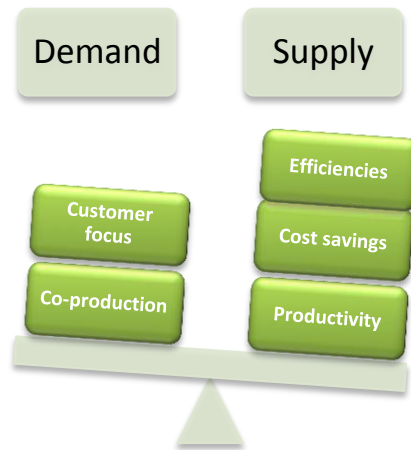 Demand
Supply
Customer
focus
Co-production
Efficiencies
Cost savings
Productivity